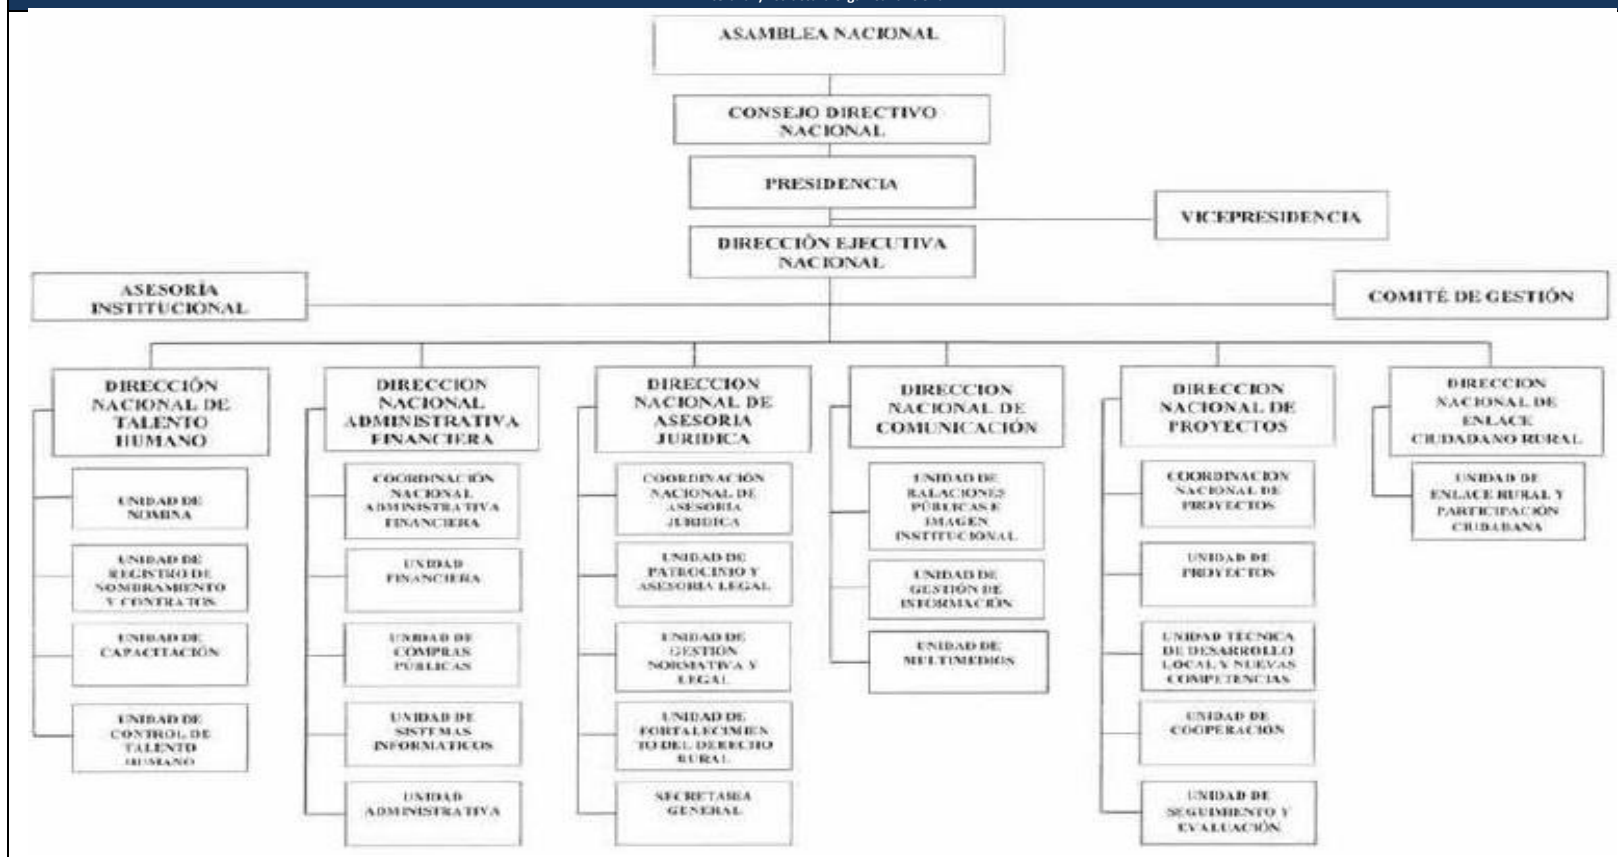 ASAMBLEA NACIONAL
CONSEJO DIRECTIVO
NACIONAL
PRESIDENCIA
VICEPRESIDENCIA
DIRECCIÓN EJECUTIVA
NACIONAL
ASESORÍA
INSTITUCIONAL
COMITÉ DE GESTIÓN
DIRECCIÓN
NACIONAL DE
TALENTO
HUMANO
UNIDAD DE
NOMINA
UNIDAD DE
REGISTRO DE
NOMBRAMIENTO
Y CONTRATOS
UNIDAD DE
CAPACITACIÓN
UNIDAD DE
CONTROL DE
TALENTO
HUMANO
DIRECCION
NACIONAL
ADMINISTRATIVA
FINANCIERA
COORDINACIÓN
NACIONAL
ADMINISTRATIVA
FINANCIERA
UNIDAD
FINANCIERA
UNIDAD DE
COMPRAS
PÚBLICAS
UNIDAD DE
SISTEMAS
INFORMATICOS
UNIDAD
ADMINISTRATIVA
DIRECCION
NACIONAL DE
ASESORIA
JURIDICA
COORDINACIÓN
NACIONAL DE
ASESORIA
JURIDICA
UNIDAD DE
PATROCINIO Y
ASESORIA LEGAL
UNIDAD DE
GESTIÓN
NORMATIVA Y
LEGAL
UNIDAD DE
FORTALECIMIEN
TO DEL DERECHO
RURAL
SECRETARIA
GENERAL
DIRECCION
NACIONAL DE
COMUNICACIÓN
UNIDAD DE
RALACIONES
PÚBLICAS E
IMAGEN
INSTITUCIONAL
UNIDAD DE
GESTIÓN DE
INFORMACIÓN
UNIDAD DE
MULTIMEDIOS
DIRECCION
NACIONAL DE
PROYECTOS
COORDINACION
NACIONAL DE
PROYECTOS
UNIDAD DE
PROYECTOS
UNIDAD TÉCNICA
DE DESARROLLO
LOCAL Y NUEVAS
COMPETENCIAS
UNIDAD DE
COOPERACIÓN
UNIDAD DE
SEGUIMIENTO Y
EVALUACIÓN
DIRECCION
NACIONAL DE
ENLACE
CIUDADANO RURAL
UNIDAD DE
ENLACE RURAL Y
PARTICIPACIÓN
CIUDADANA